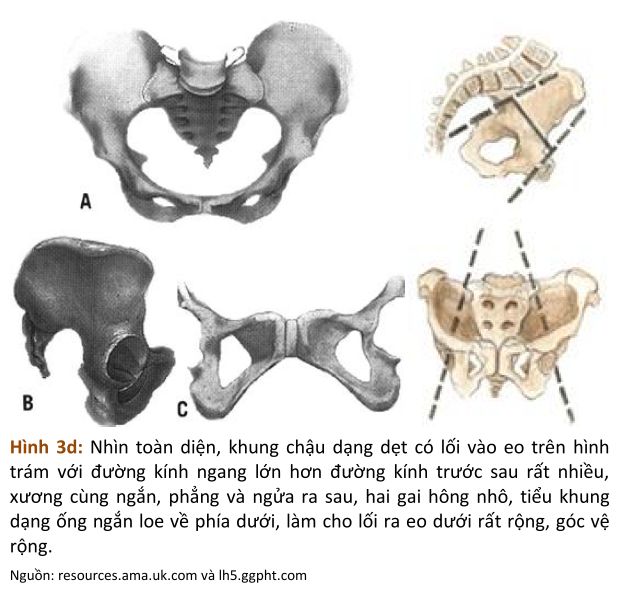 A
B
C
Hình 3d: Nhìn toàn diện, khung chậu dạng dẹt có lối vào eo trên hình
trám với đường kính ngang lớn hơn đường kính trước sau rất nhiều,
xương cùng ngắn, phẳng và ngửa ra sau, hai gai hông nhô, tiểu khung
dạng ống ngắn loe về phía dưới, làm cho lối ra eo dưới rất rộng, góc vệ
rộng.
Nguồn: resources.ama.uk.com và lh5.ggpht.com